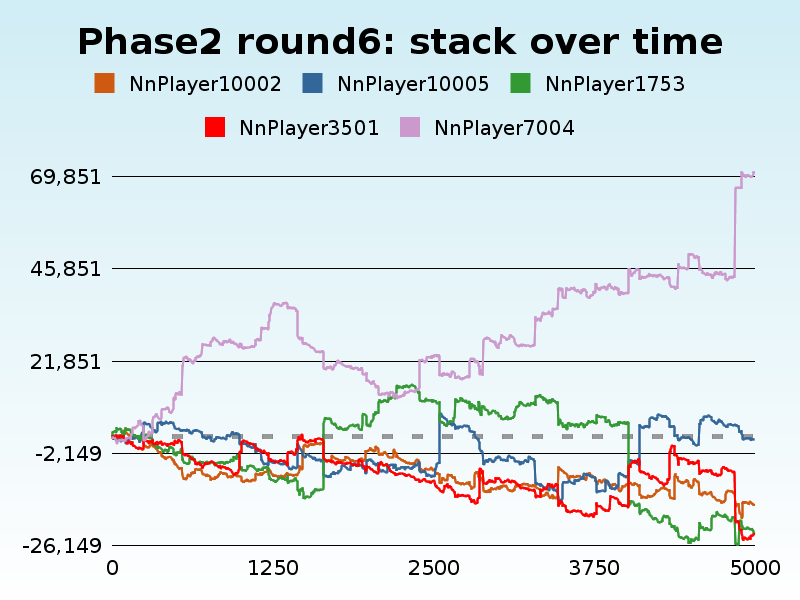 Phase2 round6: stack over time
NnPlayer10002 NnPlayer10005 NnPlayer1753
NnPlayer3501 NnPlayer7004
69,851
45,851
21,851
-2,149
-26,149
0 1250 2500 3750 5000